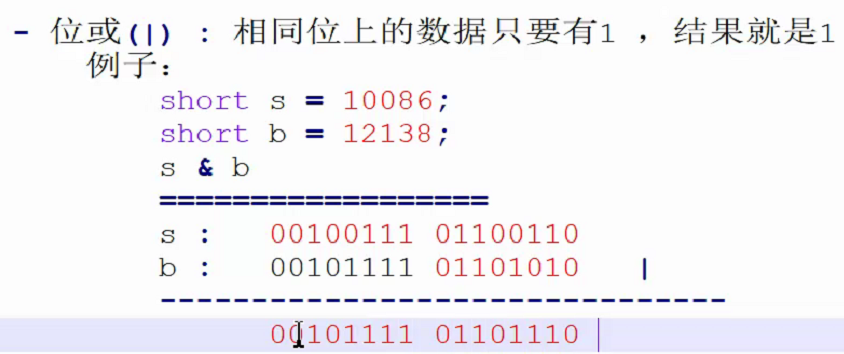 - 位或(|) : 相同位上的数据只要有1 ，结果就是1
例子:
short s = 10086;
short b = 12138;
s & b
==================
s :  00100111 01100110
b :  00101111 01101010  |
-------------------------------
00101111 01101110